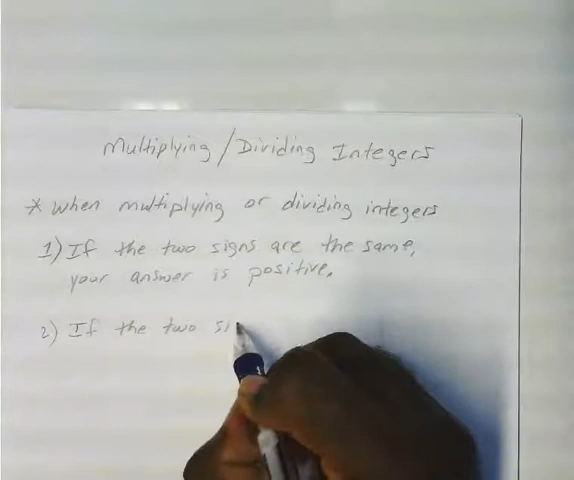 Multiplying / Dividing Integers
* when multiplying or dividing integers
1) If the two signs are the same,
your answer is positive.
2) If the two si